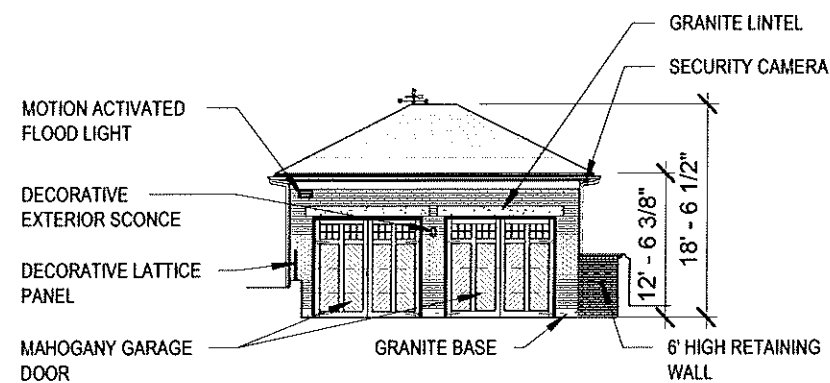 GRANITE LINTEL
SECURITY CAMERA
MOTION ACTIVATED
FLOOD LIGHT
DECORATIVE
EXTERIOR SCONCE
DECORATIVE LATTICE
PANEL
MAHOGANY GARAGE
DOOR
GRANITE BASE
6' HIGH RETAINING
WALL
12' - 6 3/8"
18' - 6 1/2"